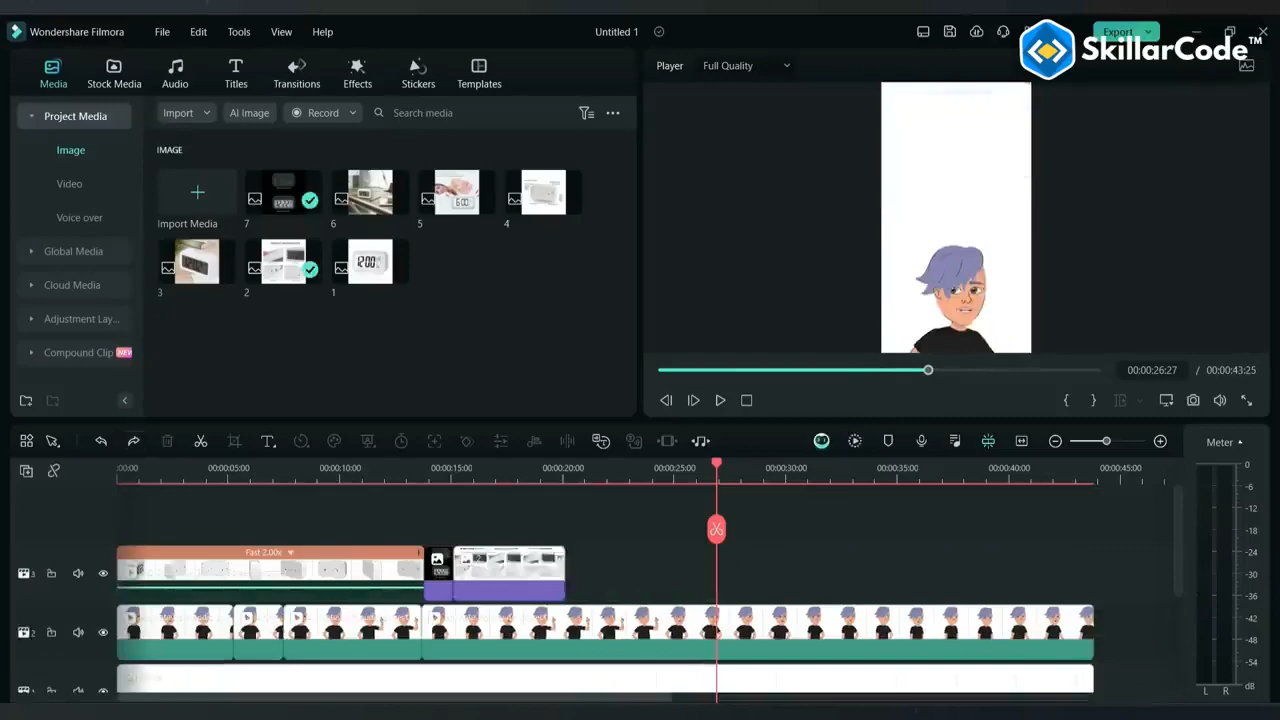 Wondershare Filmora
File
Edit
Tools
View
Help
Untitled 1
Export
SkillarCode™
Media
Stock Media
Audio
Titles
Transitions
Effects
Stickers
Templates
Player
Full Quality
Project Media
Import
AI Image
Record
Search media
Image
IMAGE
Video
Voice over
Global Media
Cloud Media
Adjustment Lay...
Compound Clip NEW
Import Media
7
6
5
4
3
2
1
00:00:26:27 / 00:00:43:25
Meter
:00:00
00:00:05:00
00:00:10:00
00:00:15:00
00:00:20:00
00:00:25:00
00:00:30:00
00:00:35:00
00:00:40:00
00:00:45:00
Fast 2.00x
3
2
0
-6
-12
-18
-24
-30
-36
-42
-48
-54
dB
L R